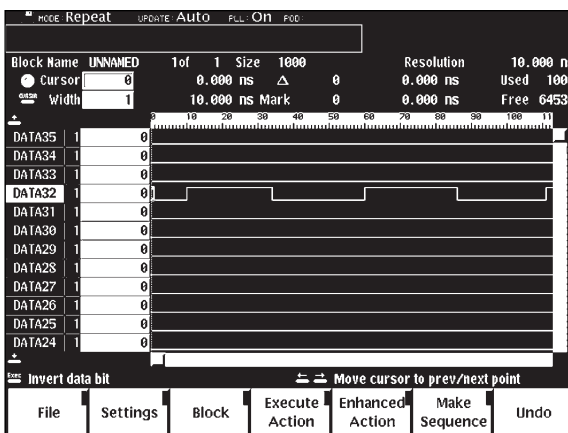 MODE: Repeat UPDATE: Auto PLL: On POD:
Block Name UNNAMED 1of 1 Size 1000 Resolution 10.000 n
Cursor 0 0.000 ns Δ 0 0.000 ns Used 100
CURSOR Width 1 10.000 ns Mark 0 0.000 ns Free 6453
0 10 20 30 40 50 60 70 80 90 100 11
DATA35 1 0
DATA34 1 0
DATA33 1 0
DATA32 1 0
DATA31 1 0
DATA30 1 0
DATA29 1 0
DATA28 1 0
DATA27 1 0
DATA26 1 0
DATA25 1 0
DATA24 1 0
Exec Invert data bit Move cursor to prev/next point
File Settings Block Execute Action Enhanced Action Make Sequence Undo